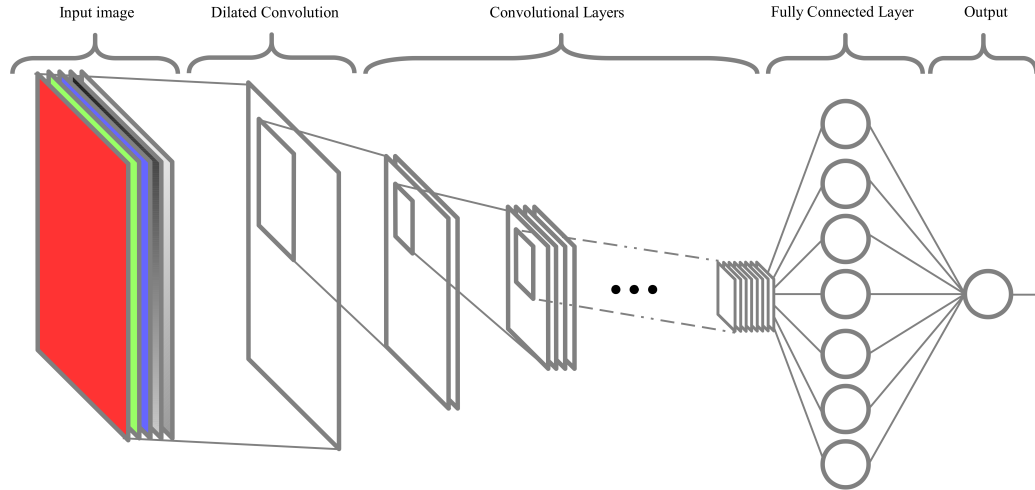 Input image
Dilated Convolution
Convolutional Layers
Fully Connected Layer
Output